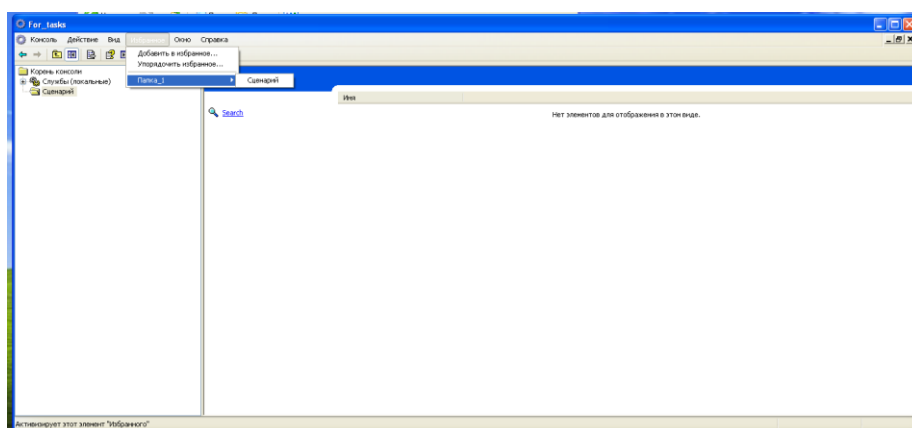 For_tasks
Консоль Действие Вид Избранное Окно Справка
Добавить в избранное...
Упорядочить избранное...
Папка_1
Сценарий
Корень консоли
Службы (локальные)
Сценарий
Имя
Search
Нет элементов для отображения в этом виде.
Активизирует этот элемент "Избранного"